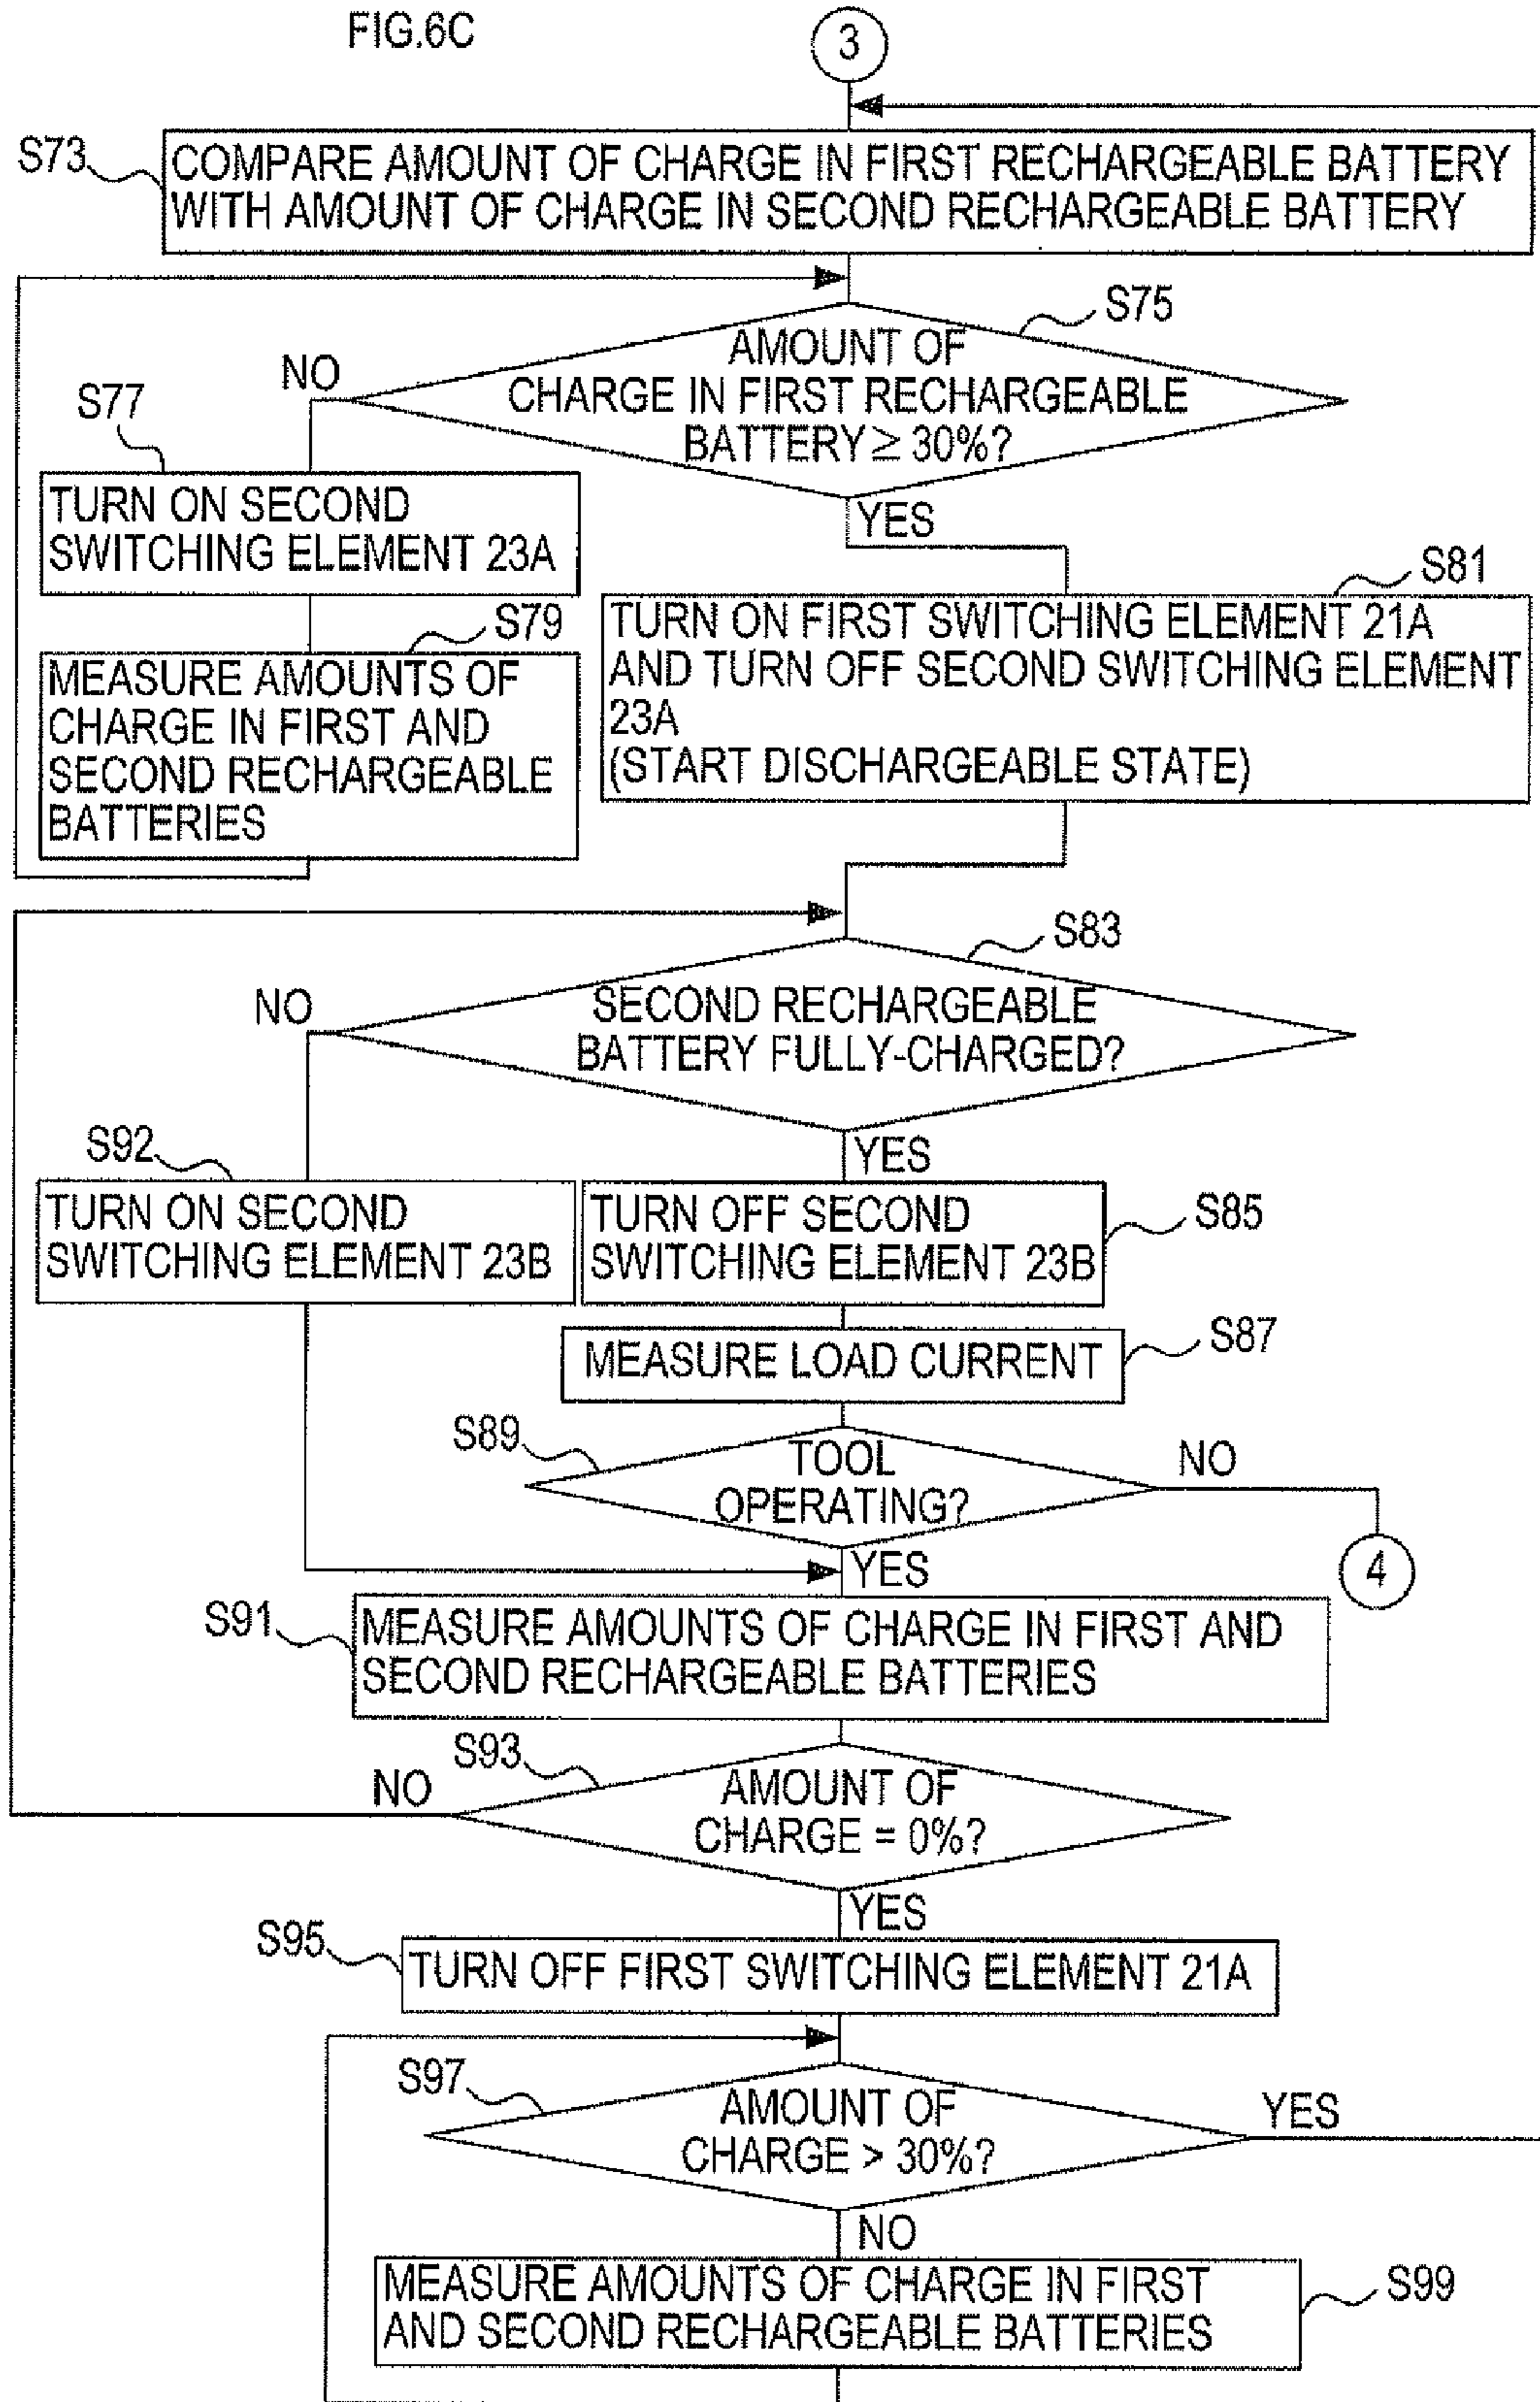 FIG.6C
3
S73
COMPARE AMOUNT OF CHARGE IN FIRST RECHARGEABLE BATTERY
WITH AMOUNT OF CHARGE IN SECOND RECHARGEABLE BATTERY
S75
AMOUNT OF
CHARGE IN FIRST RECHARGEABLE
BATTERY ≥ 30%?
NO
YES
S77
TURN ON SECOND
SWITCHING ELEMENT 23A
S79
MEASURE AMOUNTS OF
CHARGE IN FIRST AND
SECOND RECHARGEABLE
BATTERIES
S81
TURN ON FIRST SWITCHING ELEMENT 21A
AND TURN OFF SECOND SWITCHING ELEMENT
23A
(START DISCHARGEABLE STATE)
S83
SECOND RECHARGEABLE
BATTERY FULLY-CHARGED?
NO
YES
S92
TURN ON SECOND
SWITCHING ELEMENT 23B
TURN OFF SECOND
SWITCHING ELEMENT 23B
S85
MEASURE LOAD CURRENT
S87
S89
TOOL
OPERATING?
NO
YES
4
S91
MEASURE AMOUNTS OF CHARGE IN FIRST AND
SECOND RECHARGEABLE BATTERIES
S93
AMOUNT OF
CHARGE = 0%?
NO
YES
S95
TURN OFF FIRST SWITCHING ELEMENT 21A
S97
AMOUNT OF
CHARGE > 30%?
YES
NO
MEASURE AMOUNTS OF CHARGE IN FIRST
AND SECOND RECHARGEABLE BATTERIES
S99